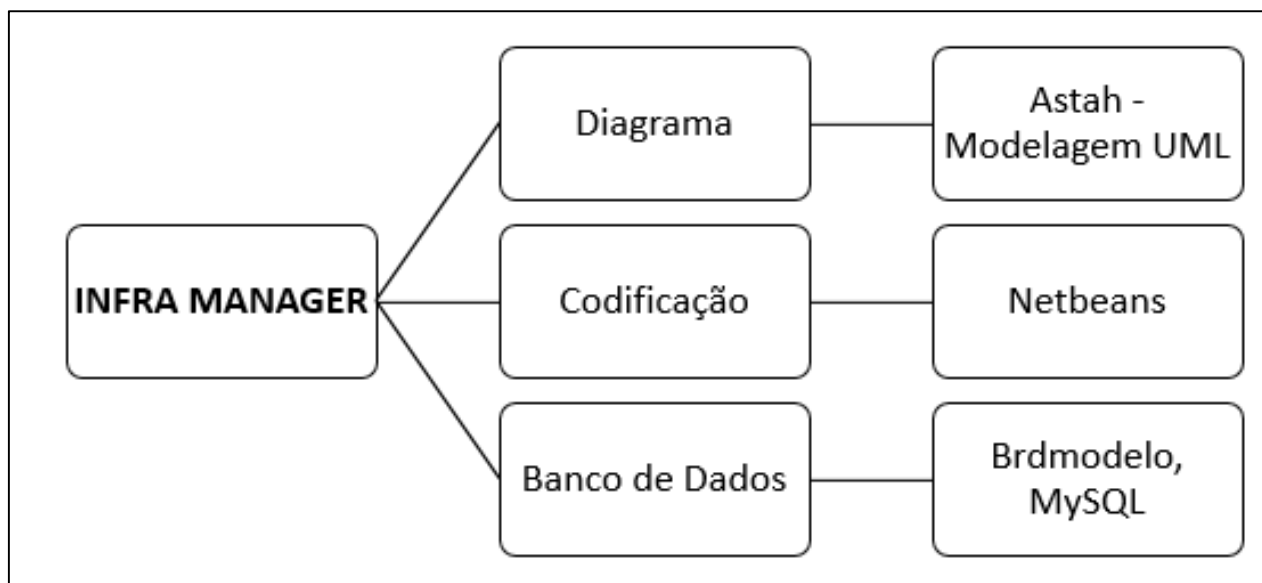 Diagrama
Astah -
Modelagem UML
INFRA MANAGER
Codificação
Netbeans
Banco de Dados
Brdmodelo,
MySQL